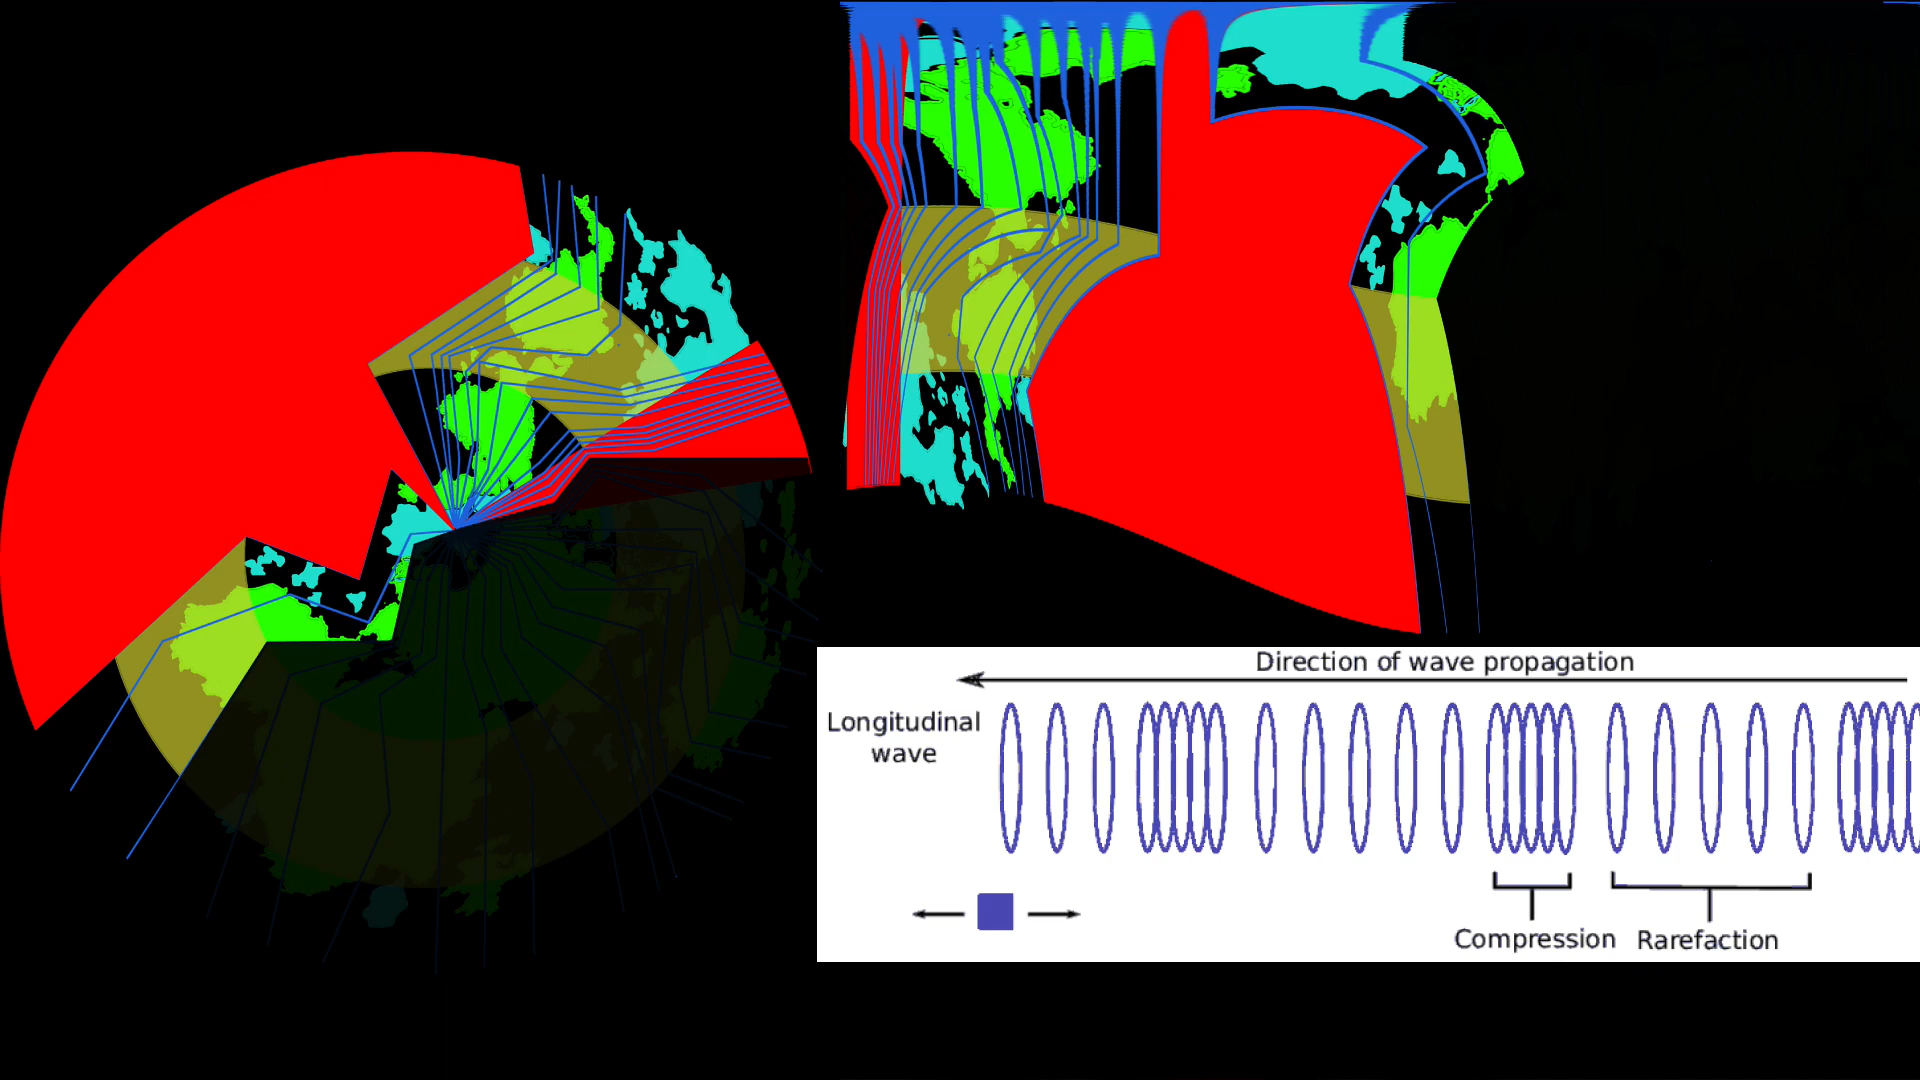 Direction of wave propagation
Longitudinal
wave
Compression
Rarefaction